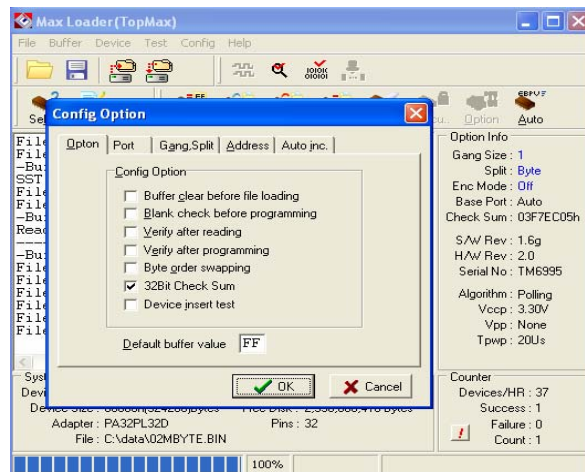 Max Loader(TopMax)
File Buffer Device Test Config Help
Config Option
Option Auto
Opton Port Gang,Split Address Auto inc.
Config Option
Buffer clear before file loading
Blank check before programming
Verify after reading
Verify after programming
Byte order swapping
32Bit Check Sum
Device insert test
Default buffer value FF
OK Cancel
Option Info
Gang Size : 1
Split : Byte
Enc Mode : Off
Base Port : Auto
Check Sum : 03F7EC05h
S/W Rev : 1.6g
H/W Rev : 2.0
Serial No : TM6995
Algorithm : Polling
Vccp : 3.30V
Vpp : None
Tpwp : 20Us
Counter
Devices/HR : 37
Success : 1
Failure : 0
Count : 1
Adapter : PA32PL32D Pins : 32
File : C:\data\02MBYTE.BIN
100%